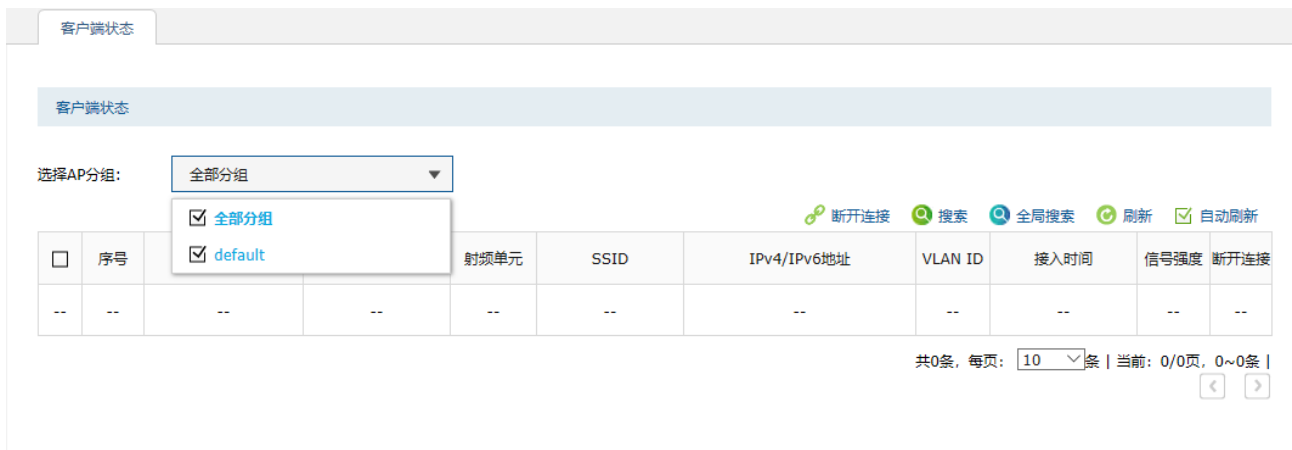 客户端状态
客户端状态
选择AP分组: 全部分组
全部分组
default
断开连接 搜索 全局搜索 刷新 自动刷新
序号 射频单元 SSID IPv4/IPv6地址 VLAN ID 接入时间 信号强度 断开连接
-- -- -- -- -- -- -- -- -- -- --
共0条, 每页: 10 条 | 当前: 0/0页, 0~0条 |